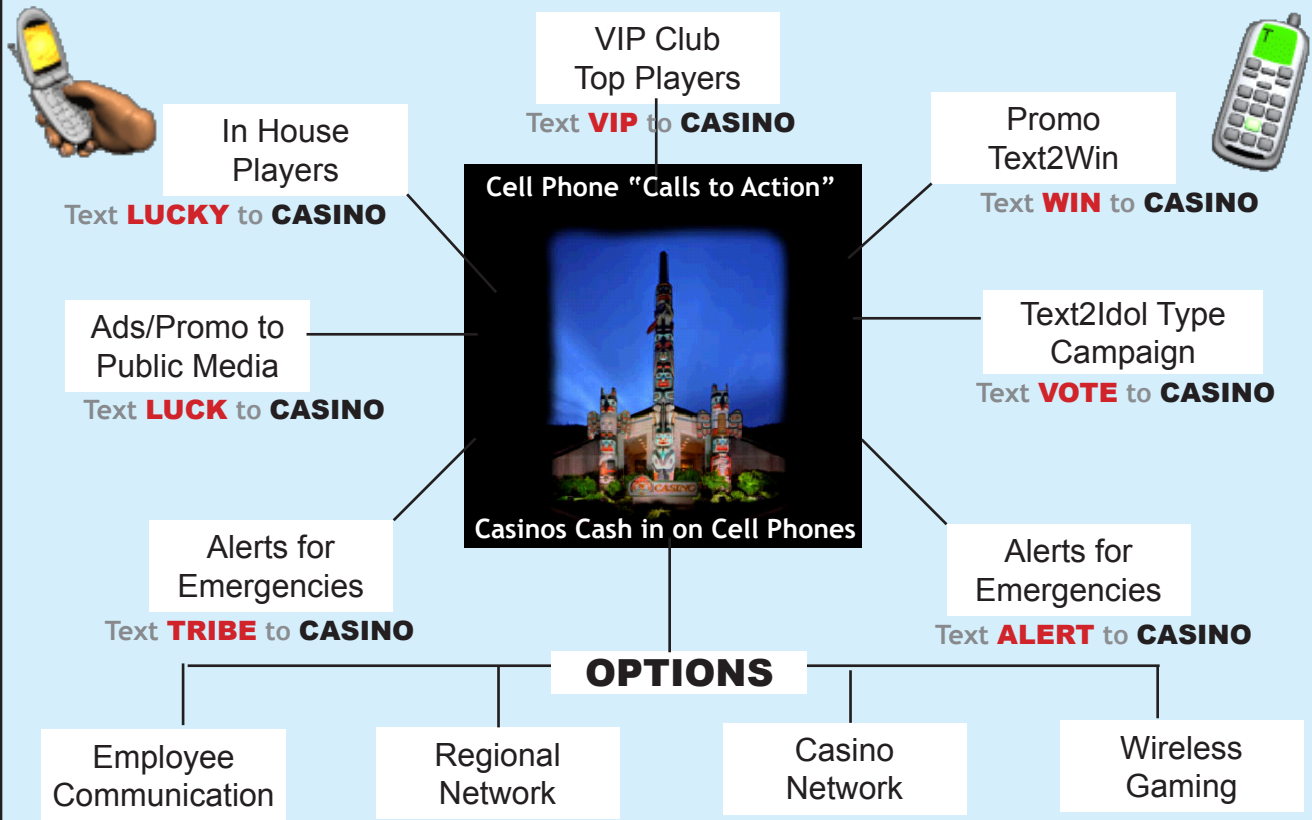 VIP Club
Top Players
Text VIP to CASINO
In House
Players
Text LUCKY to CASINO
Promo
Text2Win
Text WIN to CASINO
Cell Phone “Calls to Action”
Ads/Promo to
Public Media
Text LUCK to CASINO
Text2Idol Type
Campaign
Text VOTE to CASINO
CASINO
Casinos Cash in on Cell Phones
Alerts for
Emergencies
Text TRIBE to CASINO
Alerts for
Emergencies
Text ALERT to CASINO
OPTIONS
Employee
Communication
Regional
Network
Casino
Network
Wireless
Gaming
T